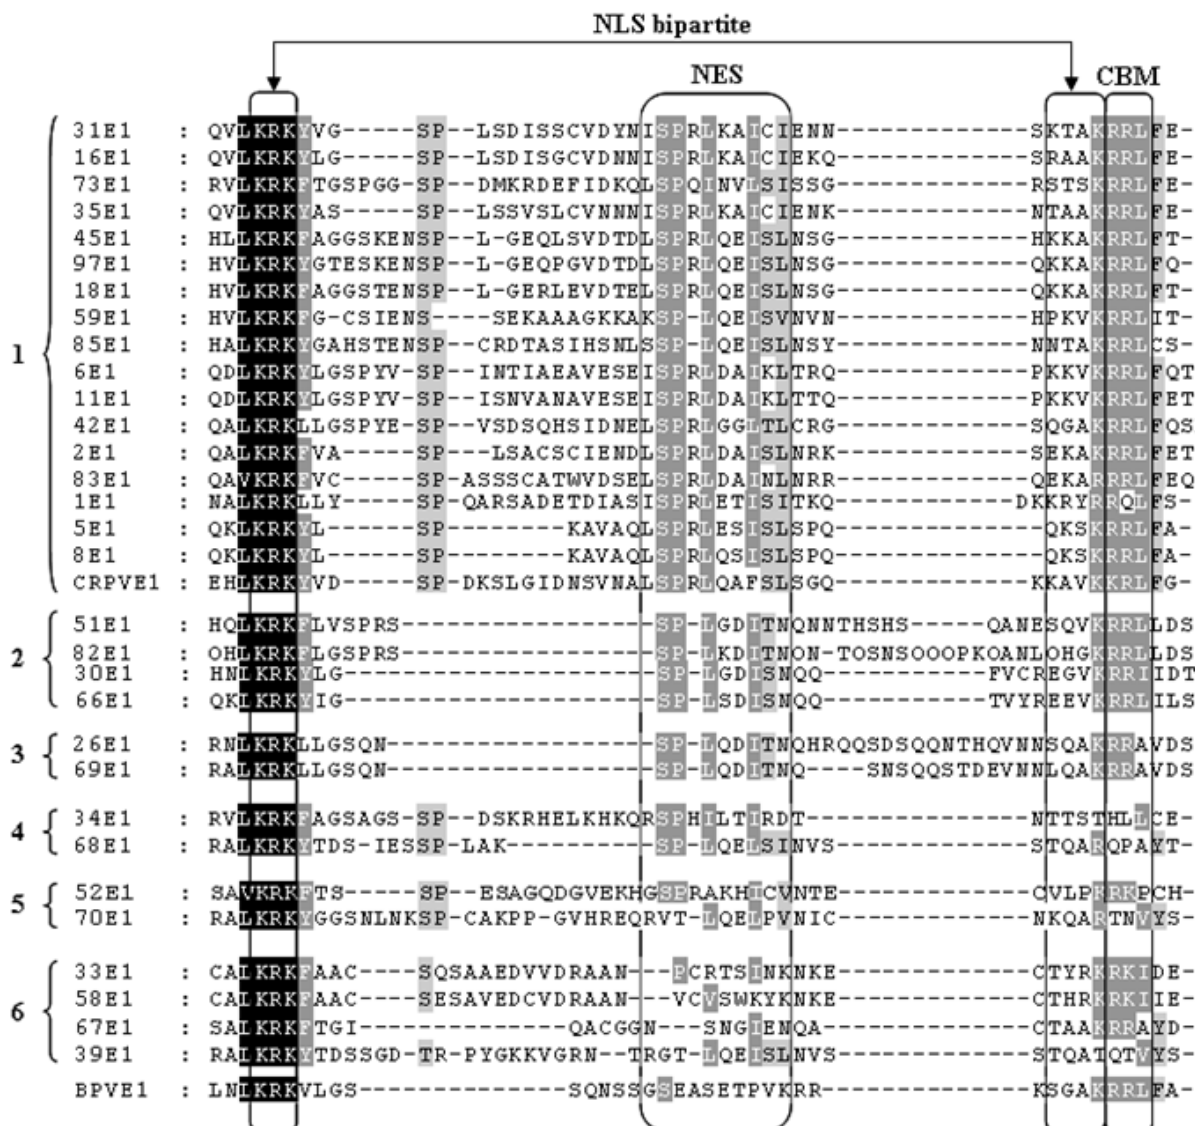 NLS bipartite
NES
CBM
31E1 : QVLKRKYVG-----SP--LSDISSCVDYNISPRLKAICIENN-------------SKTAKRRLFE-
16E1 : QVLKRKYLG-----SP--LSDISGCVDNNISPRLKAICIEKQ-------------SRAAKRRLFE-
73E1 : RVLKRKFTGSPGG-SP--DMKRDEFIDKQLSPQINVLSISSG-------------RSTSKRRLFE-
35E1 : QVLKRKYAS-----SP--LSSVSLCVNNNISPRLKAICIENK-------------NTAAKRRLFE-
45E1 : HLLKRKFAGGSKENSP--L-GEQLSVDTDLSPRLQEISLNSG-------------HKKAKRRLFT-
97E1 : HVLKRKYGTESKENSP--L-GEQPGVDTDLSPRLQEISLNSG-------------QKKAKRRLFQ-
18E1 : HVLKRKFAGGSTENSP--L-GERLEVDTELSPRLQEISLNSG-------------QKKAKRRLFT-
59E1 : HVLKRKFG-CSIENS-----SEKAAAGKKAKSP-LQEISVNVN-------------HPKVKRRLIT-
1
85E1 : HALKRKYGAHSTENSP--CRDTASIHSNLSSP-LQEISLNSY-------------NNTAKRRLCS-
6E1 : QDLKRKYLGSPYV-SP--INTIAEAVESEISPRLDAIKLTRQ-------------PKKVKRRLFQT
11E1 : QDLKRKYLGSPYV-SP--ISNVANAVESEISPRLDAIKLTTQ-------------PKKVKRRLFET
42E1 : QALKRKLLGSPYE-SP--VSDSQHSIDNELSPRLGGLTLCRG-------------SQGAKRRLFQS
2E1 : QALKRKFVA-----SP---LSACSCIENDLSPRLDAISLNRK-------------SEKAKRRLFET
83E1 : QAVKRKFVC-----SP-ASSSCATWVDSELSPRLDAINLNRR-------------QEKARRRLFEQ
1E1 : NALKRKLLY-----SP-QARSADETDIASISPRLETISITKQ------------DKKRYRRQLFS-
5E1 : QKLKRKYL------SP--------KAVAQLSPRLESISLSPQ--------------QKSKRRLFA-
8E1 : QKLKRKYL------SP--------KAVAQLSPRLQSISLSPQ--------------QKSKRRLFA-
CRPVE1 : EHLKRKYVD-----SP-DKSLGIDNSVNALSPRLQAFSLSGQ-------------KKAVKKRLFG-
51E1 : HQLKRKFLVSPRS-----------------SP-LGDITNQNNTHSHS-------QANESQVKRRLLDS
2
82E1 : OHLKRKFLGSPRS-----------------SP-LKDITNON-TOSNSOOOPKOANLOHGKRRLLDS
30E1 : HNLKRKYLG---------------------SP-LGDISNQQ-----------FVCREGVKRRIIDT
66E1 : QKLKRKYIG---------------------SP-LSDISNQQ-----------TVYREEVKRRLILS
3
26E1 : RNLKRKLLGSQN------------------SP-LQDITNQHRQQSDSQQNTHQVNNSQAKRRAVDS
69E1 : RALKRKLLGSQN------------------SP-LQDITNQ----SNSQQSTDEVNNLQAKRRAVDS
4
34E1 : RVLKRKFAGSAGS-SP--DSKRHELKHKQRSPHILTIRDT---------------NTTSTHLLCE-
68E1 : RALKRKYTDS-IESSP-LAK----------SP-LQELSINVS-------------STQARQPAYT-
5
52E1 : SAVKRKFTS-----SP--ESAGQDGVEKHGSPRAKHICVNTE-------------CVLPKRKPCH-
70E1 : RALKRKYGGSNLNKSP-CAKPP-GVHREQRVT-LQELPVNIC-------------NKQARTNVYS-
33E1 : CALKRKFAAC----SQSAAEDVVDRAAN---PCRTSINKNKE-------------CTYRKRKIDE-
58E1 : CALKRKFAAC----SESAVEDCVDRAAN---VCVSWKYKNKE-------------CTHRKRKIIE-
6
67E1 : SALKRKFTGI--------------QACGGN---SNGIENQA--------------CTAAKRRAYD-
39E1 : RALKRKYTDSSGD-TR-PYGKKVGRN--TRGT-LQEISLNVS-------------STQATQTVYS-
BPVE1 : LNLKRKVLGS--------------SQNSSGSEASETPVKRR--------------KSGAKRRLFA-